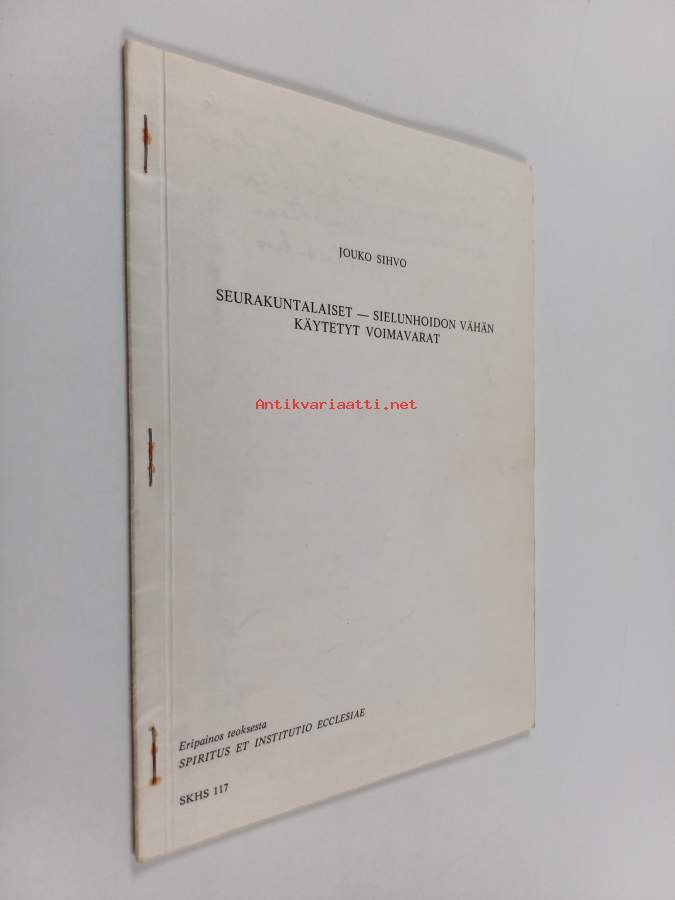 JOUKO SIHVO
SEURAKUNTALAISET — SIELUNHOIDON VÄHÄN
KÄYTETYT VOIMAVARAT
Antikvariaatti.net
Eripainos teoksesta
SPIRITUS ET INSTITUTIO ECCLESIAE
SKHS 117